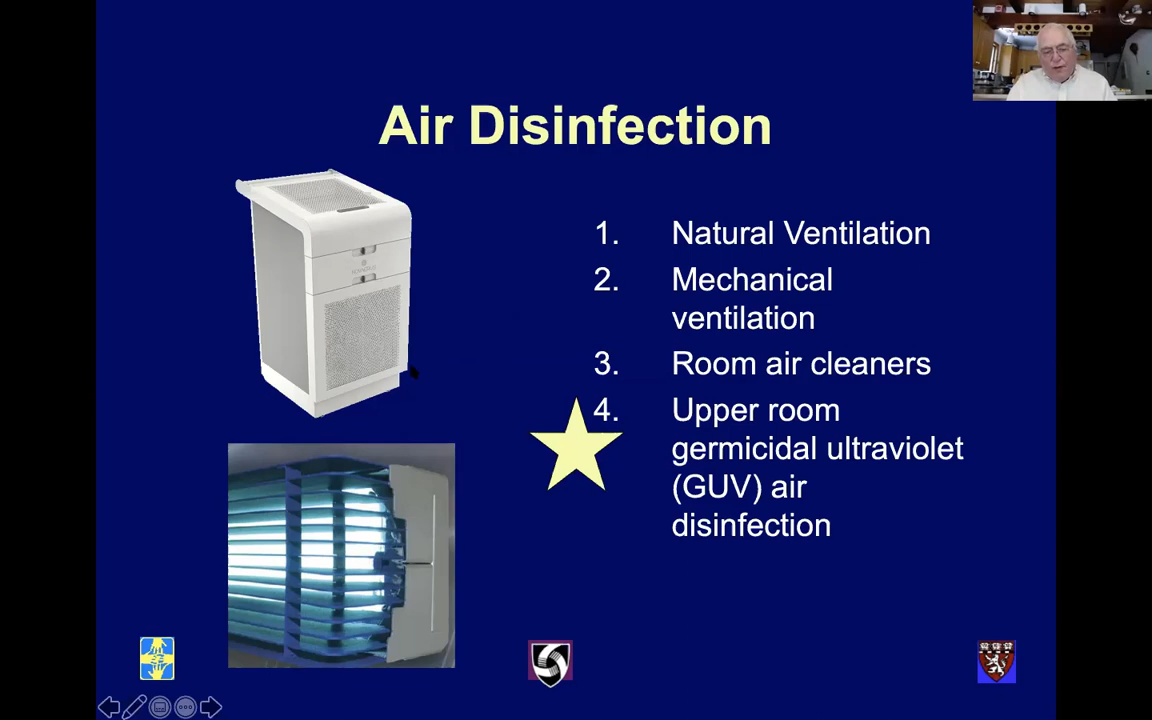 Air Disinfection
1. Natural Ventilation
2. Mechanical
ventilation
3. Room air cleaners
4. Upper room
germicidal ultraviolet
(GUV) air
disinfection